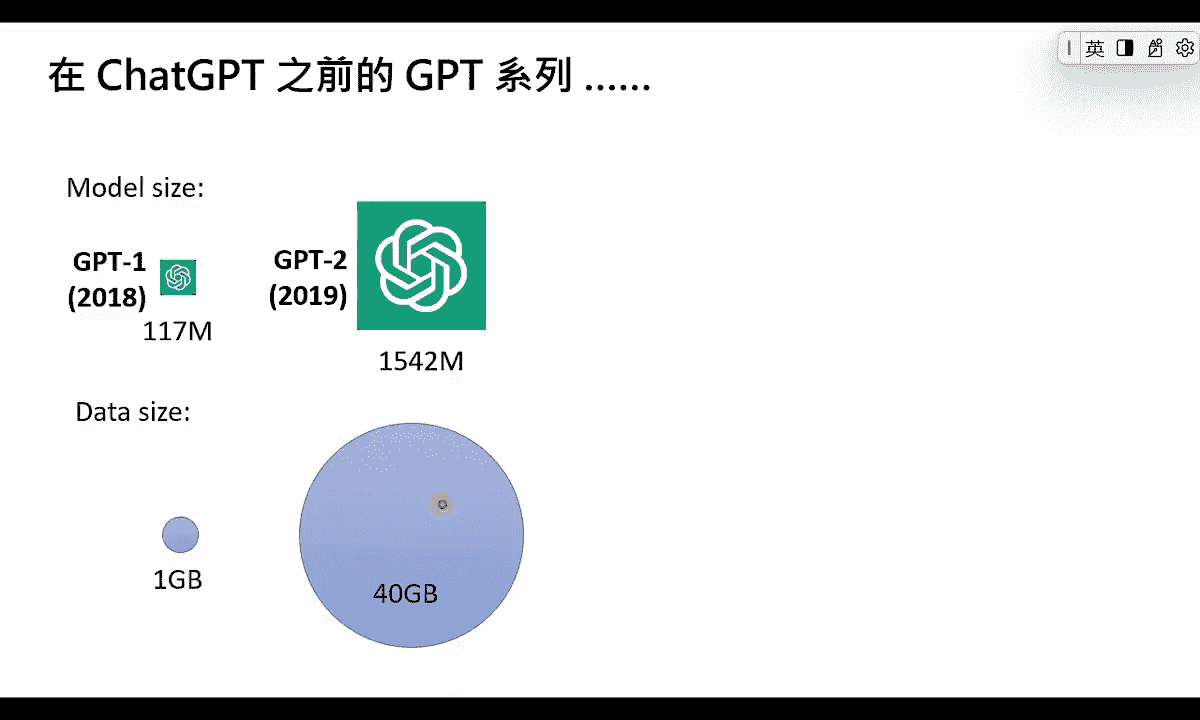 英
在 ChatGPT 之前的 GPT 系列 ......
Model size:
GPT-1
(2018)
117M
GPT-2
(2019)
1542M
Data size:
1GB
40GB